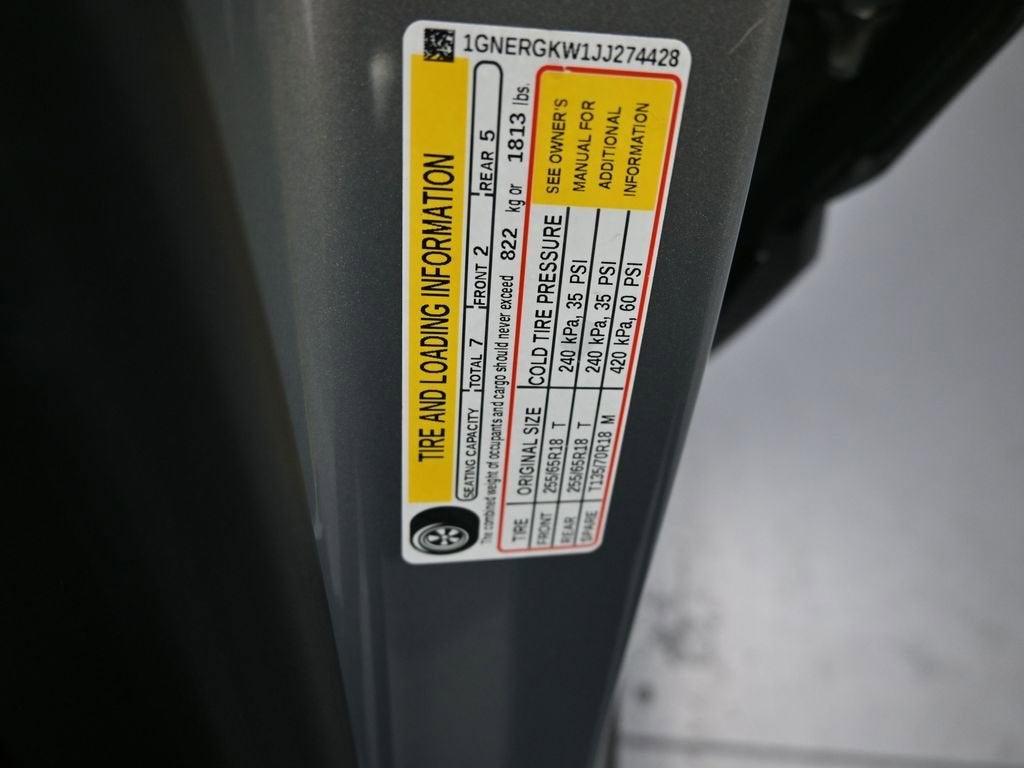 1GNERGKW1JJ274428
TIRE AND LOADING INFORMATION
SEATING CAPACITY TOTAL 7 FRONT 2 REAR 5
The combined weight of occupants and cargo should never exceed 822 kg or 1813 lbs.
TIRE ORIGINAL SIZE COLD TIRE PRESSURE
FRONT 255/65R18 T 240 kPa, 35 PSI
REAR 255/65R18 T 240 kPa, 35 PSI
SPARE T135/70R18 M 420 kPa, 60 PSI
SEE OWNER'S
MANUAL FOR
ADDITIONAL
INFORMATION